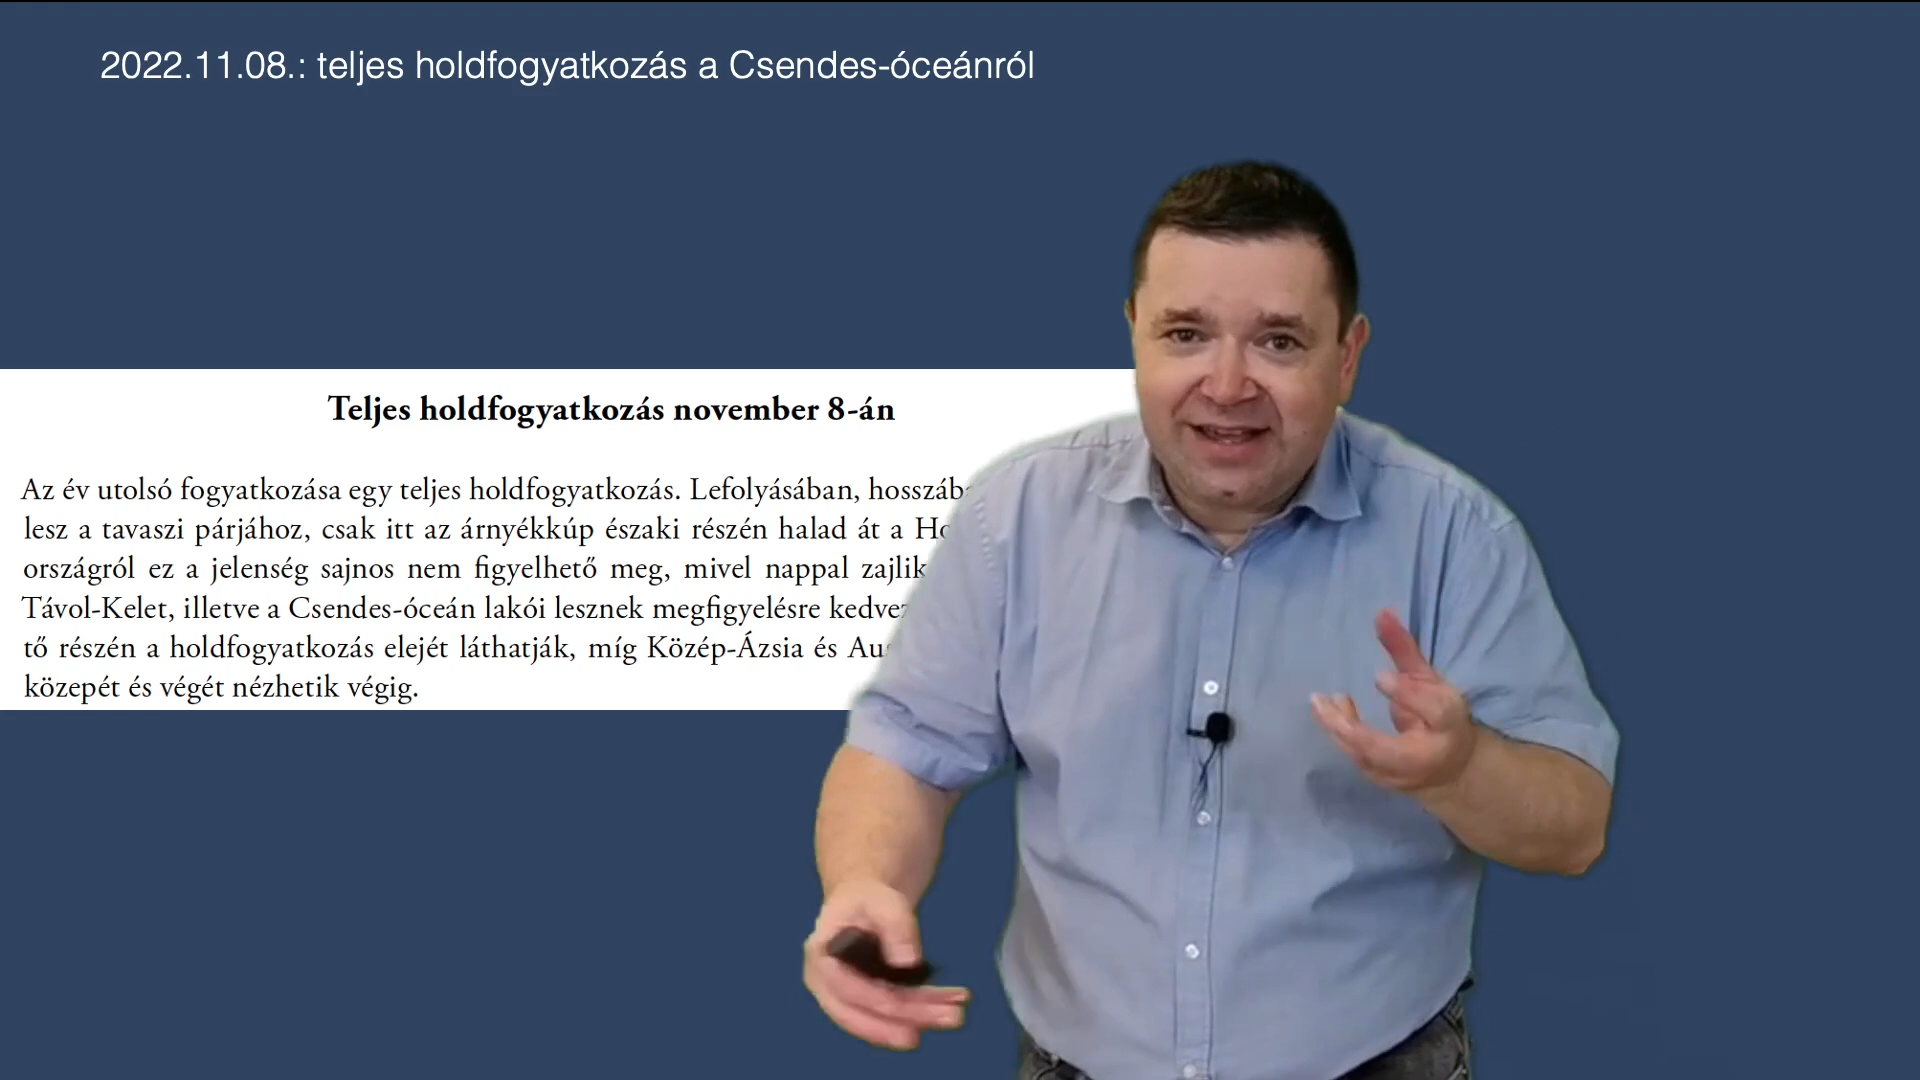 2022.11.08.: teljes holdfogyatkozás a Csendes-óceánról
Teljes holdfogyatkozás november 8-án
Az év utolsó fogyatkozása egy teljes holdfogyatkozás. Lefolyásában,
lesz a tavaszi párjához, csak itt az árnyékkúp északi részén halad át a
országról ez a jelenség sajnos nem figyelhető meg, mivel nappal zajlik
Távol-Kelet, illetve a Csendes-óceán lakói lesznek megfigyelésre
tő részén a holdfogyatkozás elejét láthatják, míg Közép-Ázsia és
közepét és végét nézhetik végig.